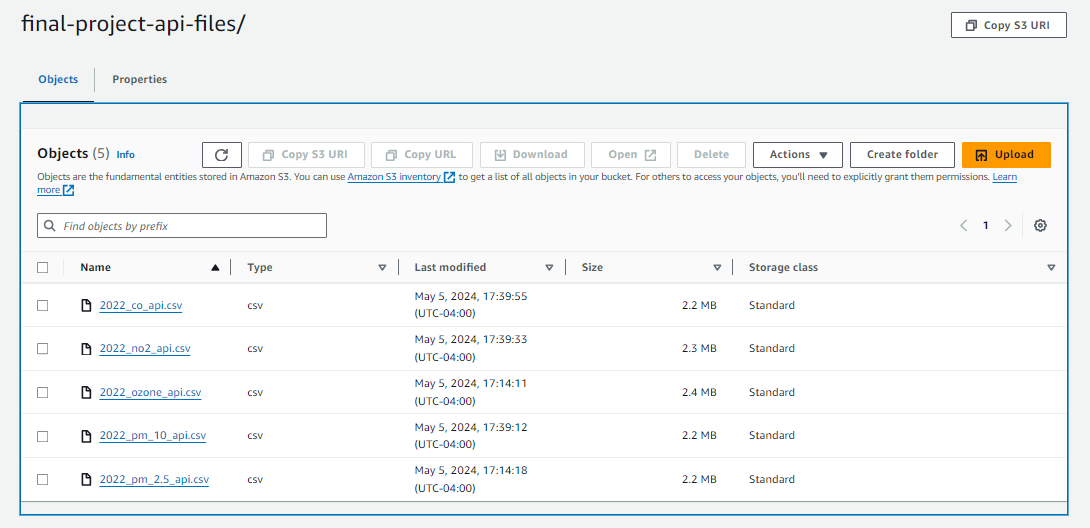 final-project-api-files/
Copy S3 URI
Objects
Properties
Objects (5) Info
Copy S3 URI
Copy URL
Download
Open
Delete
Actions
Create folder
Upload
Objects are the fundamental entities stored in Amazon S3. You can use Amazon S3 inventory to get a list of all objects in your bucket. For others to access your objects, you'll need to explicitly grant them permissions. Learn
more
Find objects by prefix
1
Name Type Last modified Size Storage class
2022_co_api.csv csv May 5, 2024, 17:39:55 2.2 MB Standard
(UTC-04:00)
2022_no2_api.csv csv May 5, 2024, 17:39:33 2.3 MB Standard
(UTC-04:00)
2022_ozone_api.csv csv May 5, 2024, 17:14:11 2.4 MB Standard
(UTC-04:00)
2022_pm_10_api.csv csv May 5, 2024, 17:39:12 2.2 MB Standard
(UTC-04:00)
2022_pm_2.5_api.csv csv May 5, 2024, 17:14:18 2.2 MB Standard
(UTC-04:00)